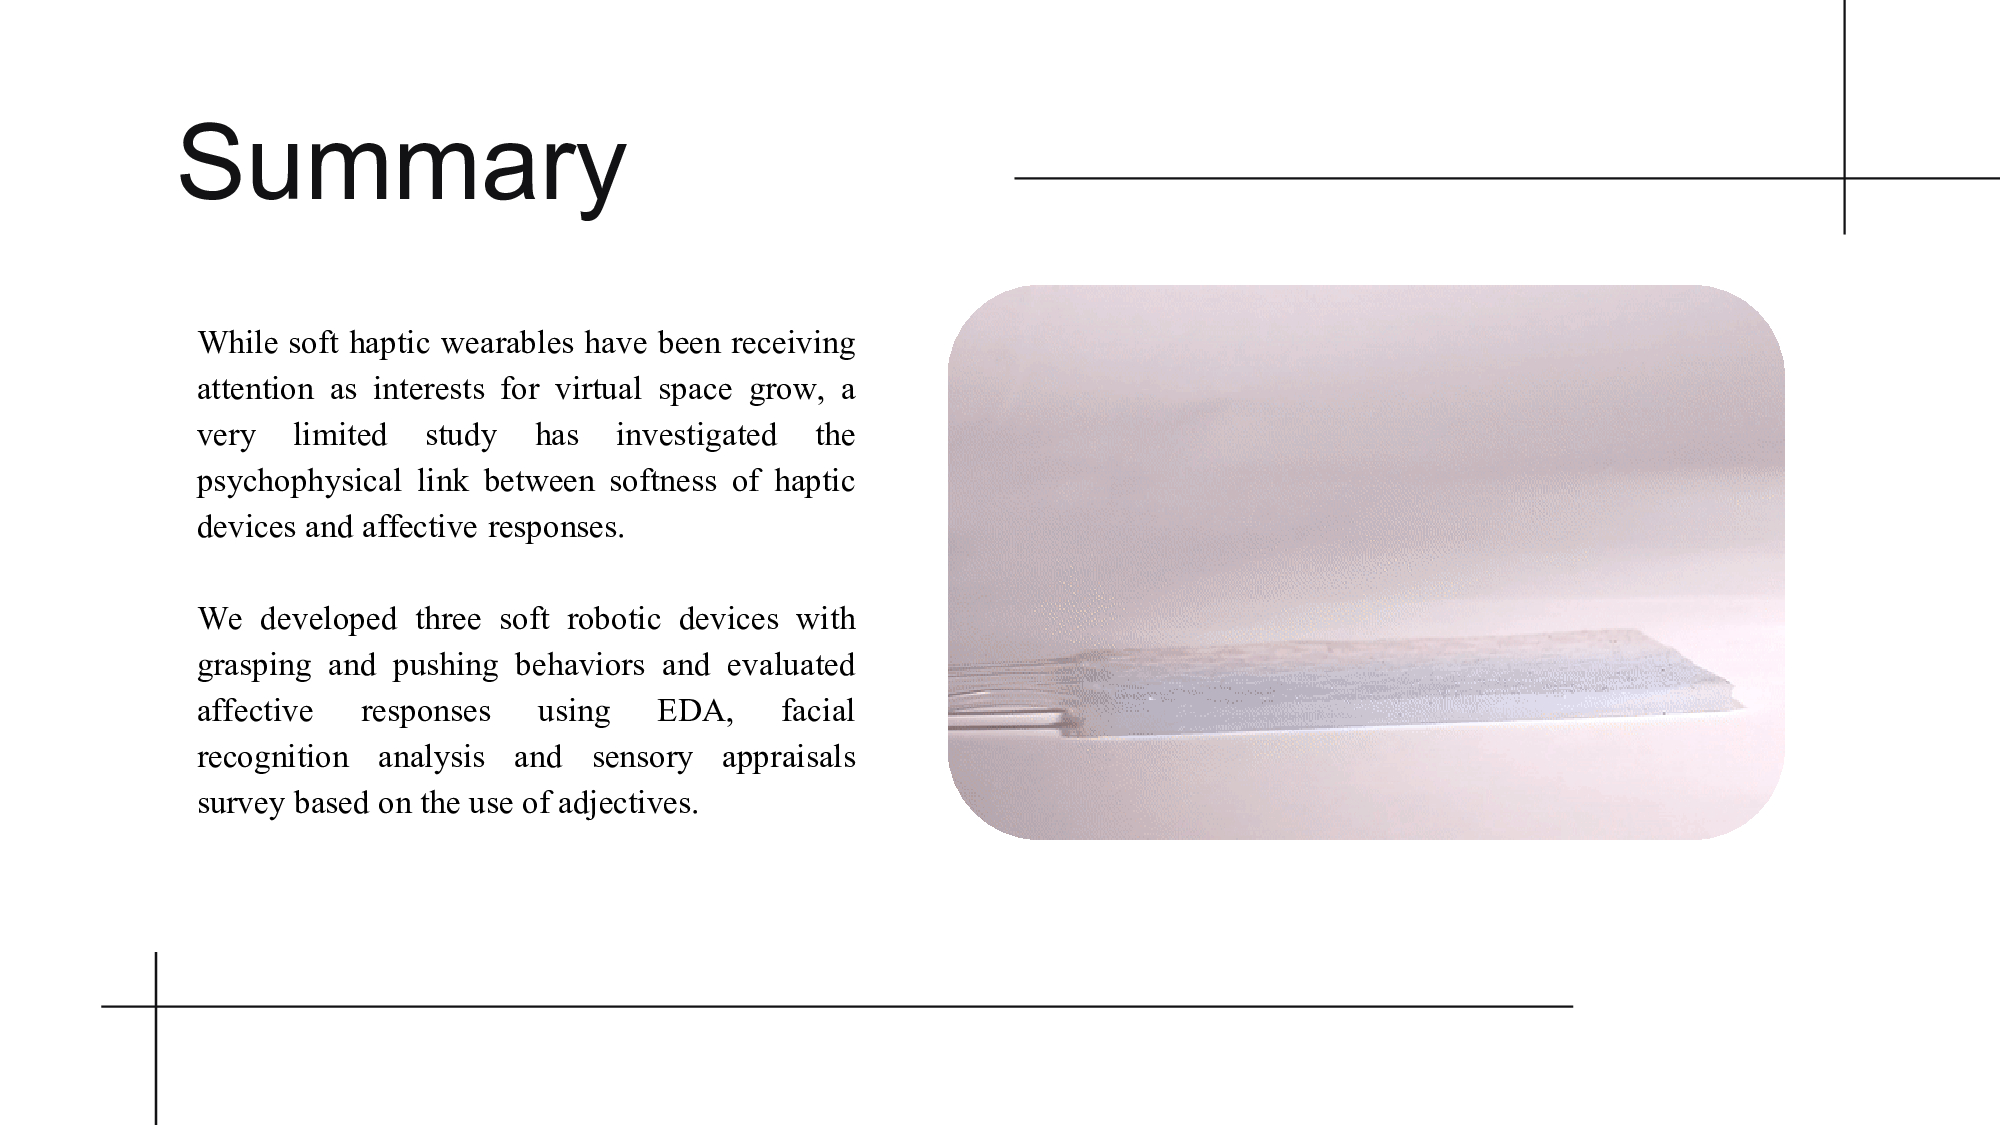 Summary
While soft haptic wearables have been receiving
attention as interests for virtual space grow, a
very limited study has investigated the
psychophysical link between softness of haptic
devices and affective responses.
We developed three soft robotic devices with
grasping and pushing behaviors and evaluated
affective responses using EDA, facial
recognition analysis and sensory appraisals
survey based on the use of adjectives.